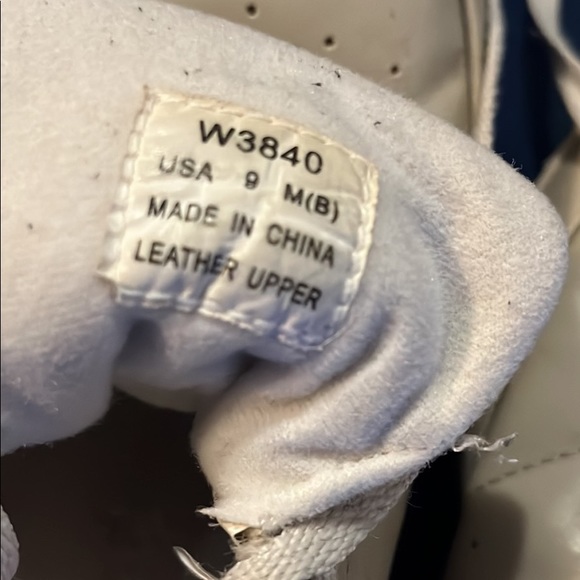 W3840
USA 9 M(B)
MADE IN CHINA
LEATHER UPPER